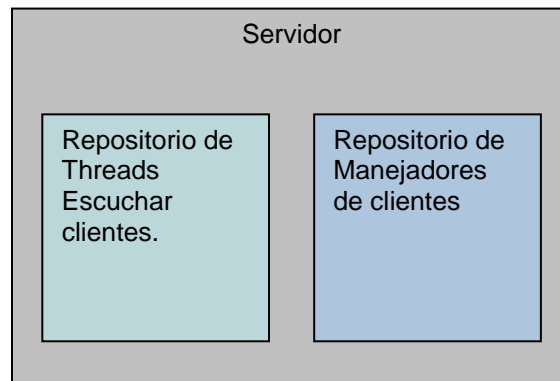 Servidor
Repositorio de
Threads
Escuchar
clientes.
Repositorio de
Manejadores
de clientes